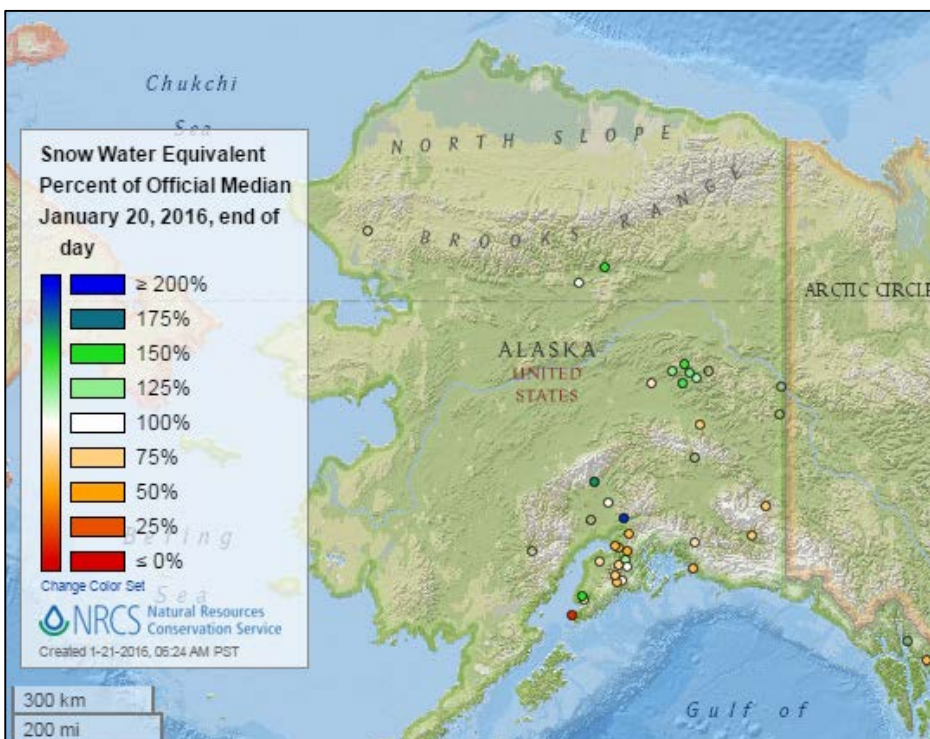 Chukchi
Sea
NORTH SLOPE
BROOKS RANGE
ARCTIC CIRCLE
ALASKA
UNITED
STATES
Bering
Sea
Gulf of
Snow Water Equivalent
Percent of Official Median
January 20, 2016, end of
day
≥ 200%
175%
150%
125%
100%
75%
50%
25%
≤ 0%
Change Color Set
NRCS Natural Resources
Conservation Service
Created 1-21-2016, 06:24 AM PST
300 km
200 mi